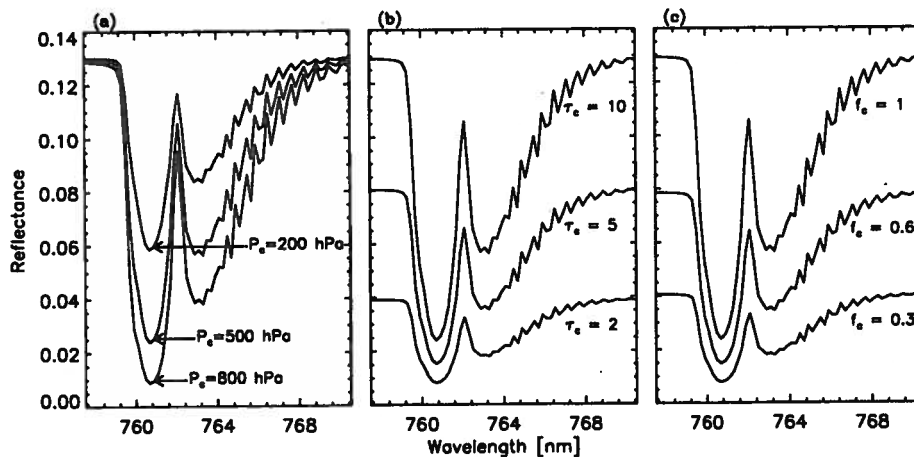 (a)
(b)
(c)
0.14
0.12
0.10
0.08
0.06
0.04
0.02
0.00
Reflectance
P_c=200 hPa
P_c=500 hPa
P_c=800 hPa
τ_c = 10
τ_c = 5
τ_c = 2
f_c = 1
f_c = 0.6
f_c = 0.3
760 764 768
760 764 768
760 764 768
Wavelength [nm]